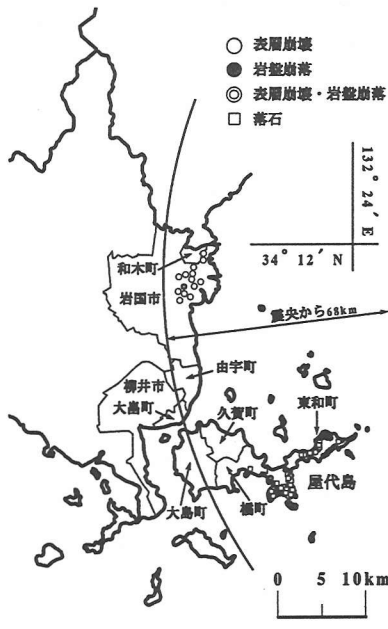 表層崩壊
岩盤崩落
表層崩壊・岩盤崩落
落石
132° 24′ E
34° 12′ N
和木町
岩国市
震央から68km
由宇町
柳井市
大畠町
久賀町
東和町
屋代島
大島町
橘町
0 5 10km